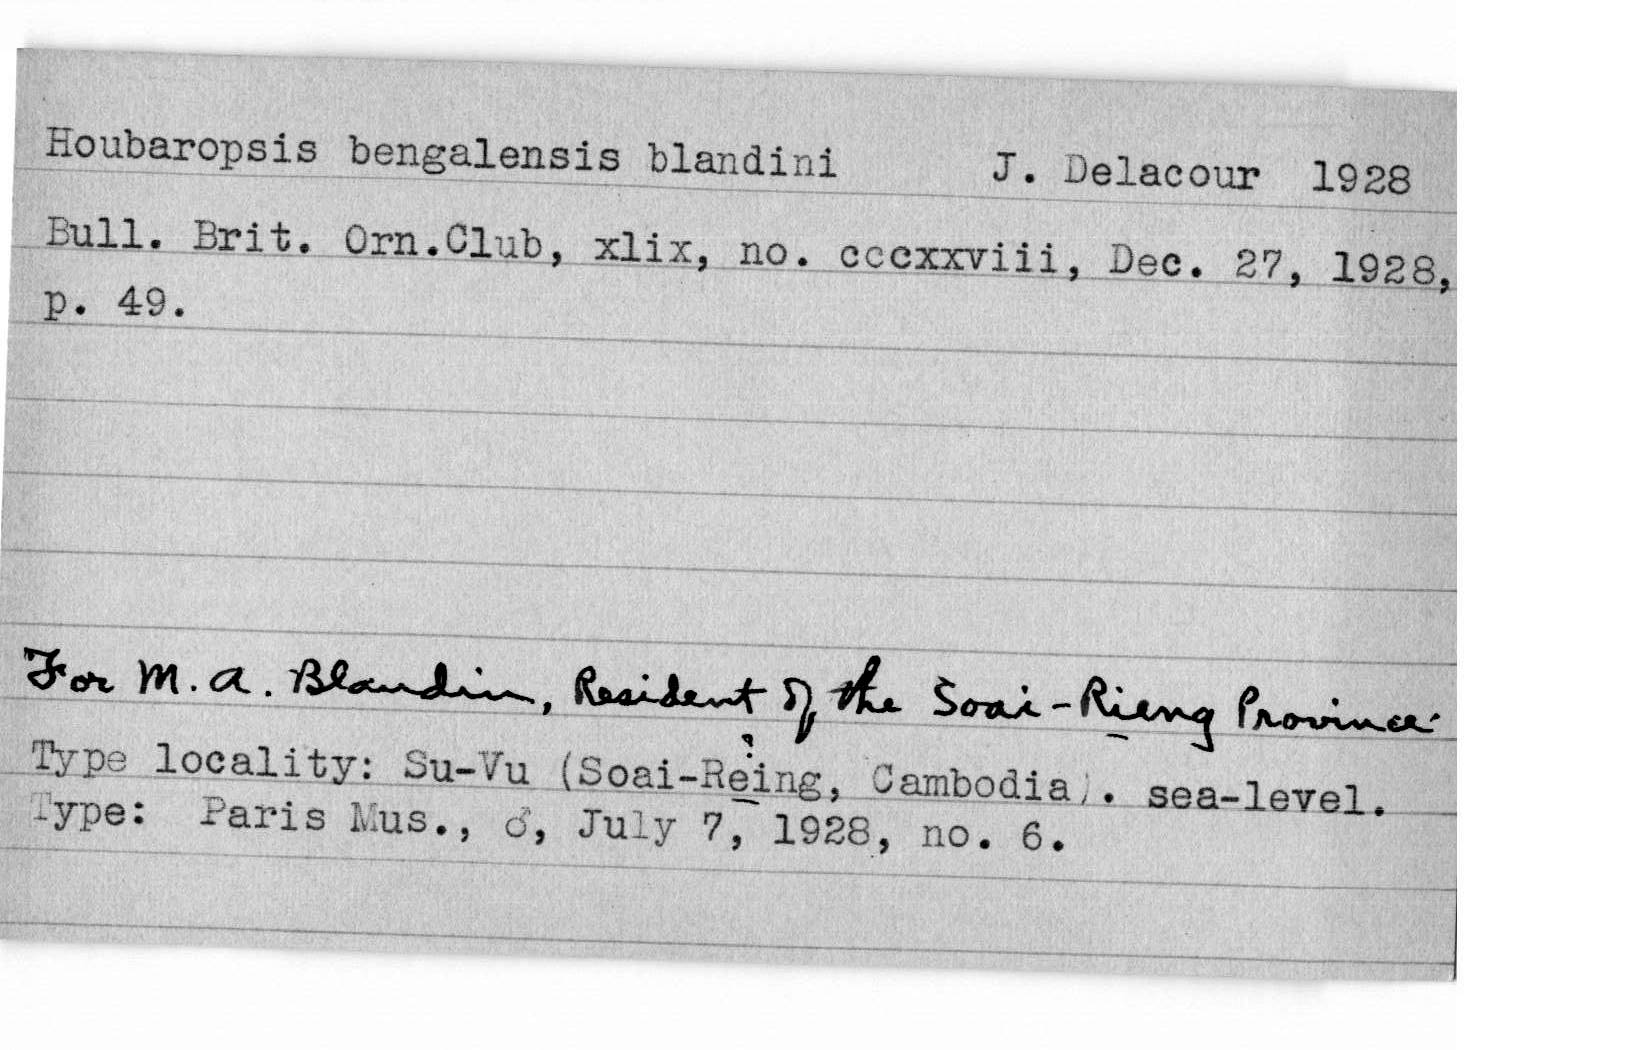 Houbaropsis bengalensis blandini J. Delacour 1928
Bull. Brit. Orn.Club, xlix, no. cccxxviii, Dec. 27, 1928,
p. 49.
For M. A. Blandin, Resident of the Soai-Rieng Province.
?
Type locality: Su-Vu (Soai-Reing, Cambodia). sea-level.
Type: Paris Mus., ♂, July 7, 1928, no. 6.